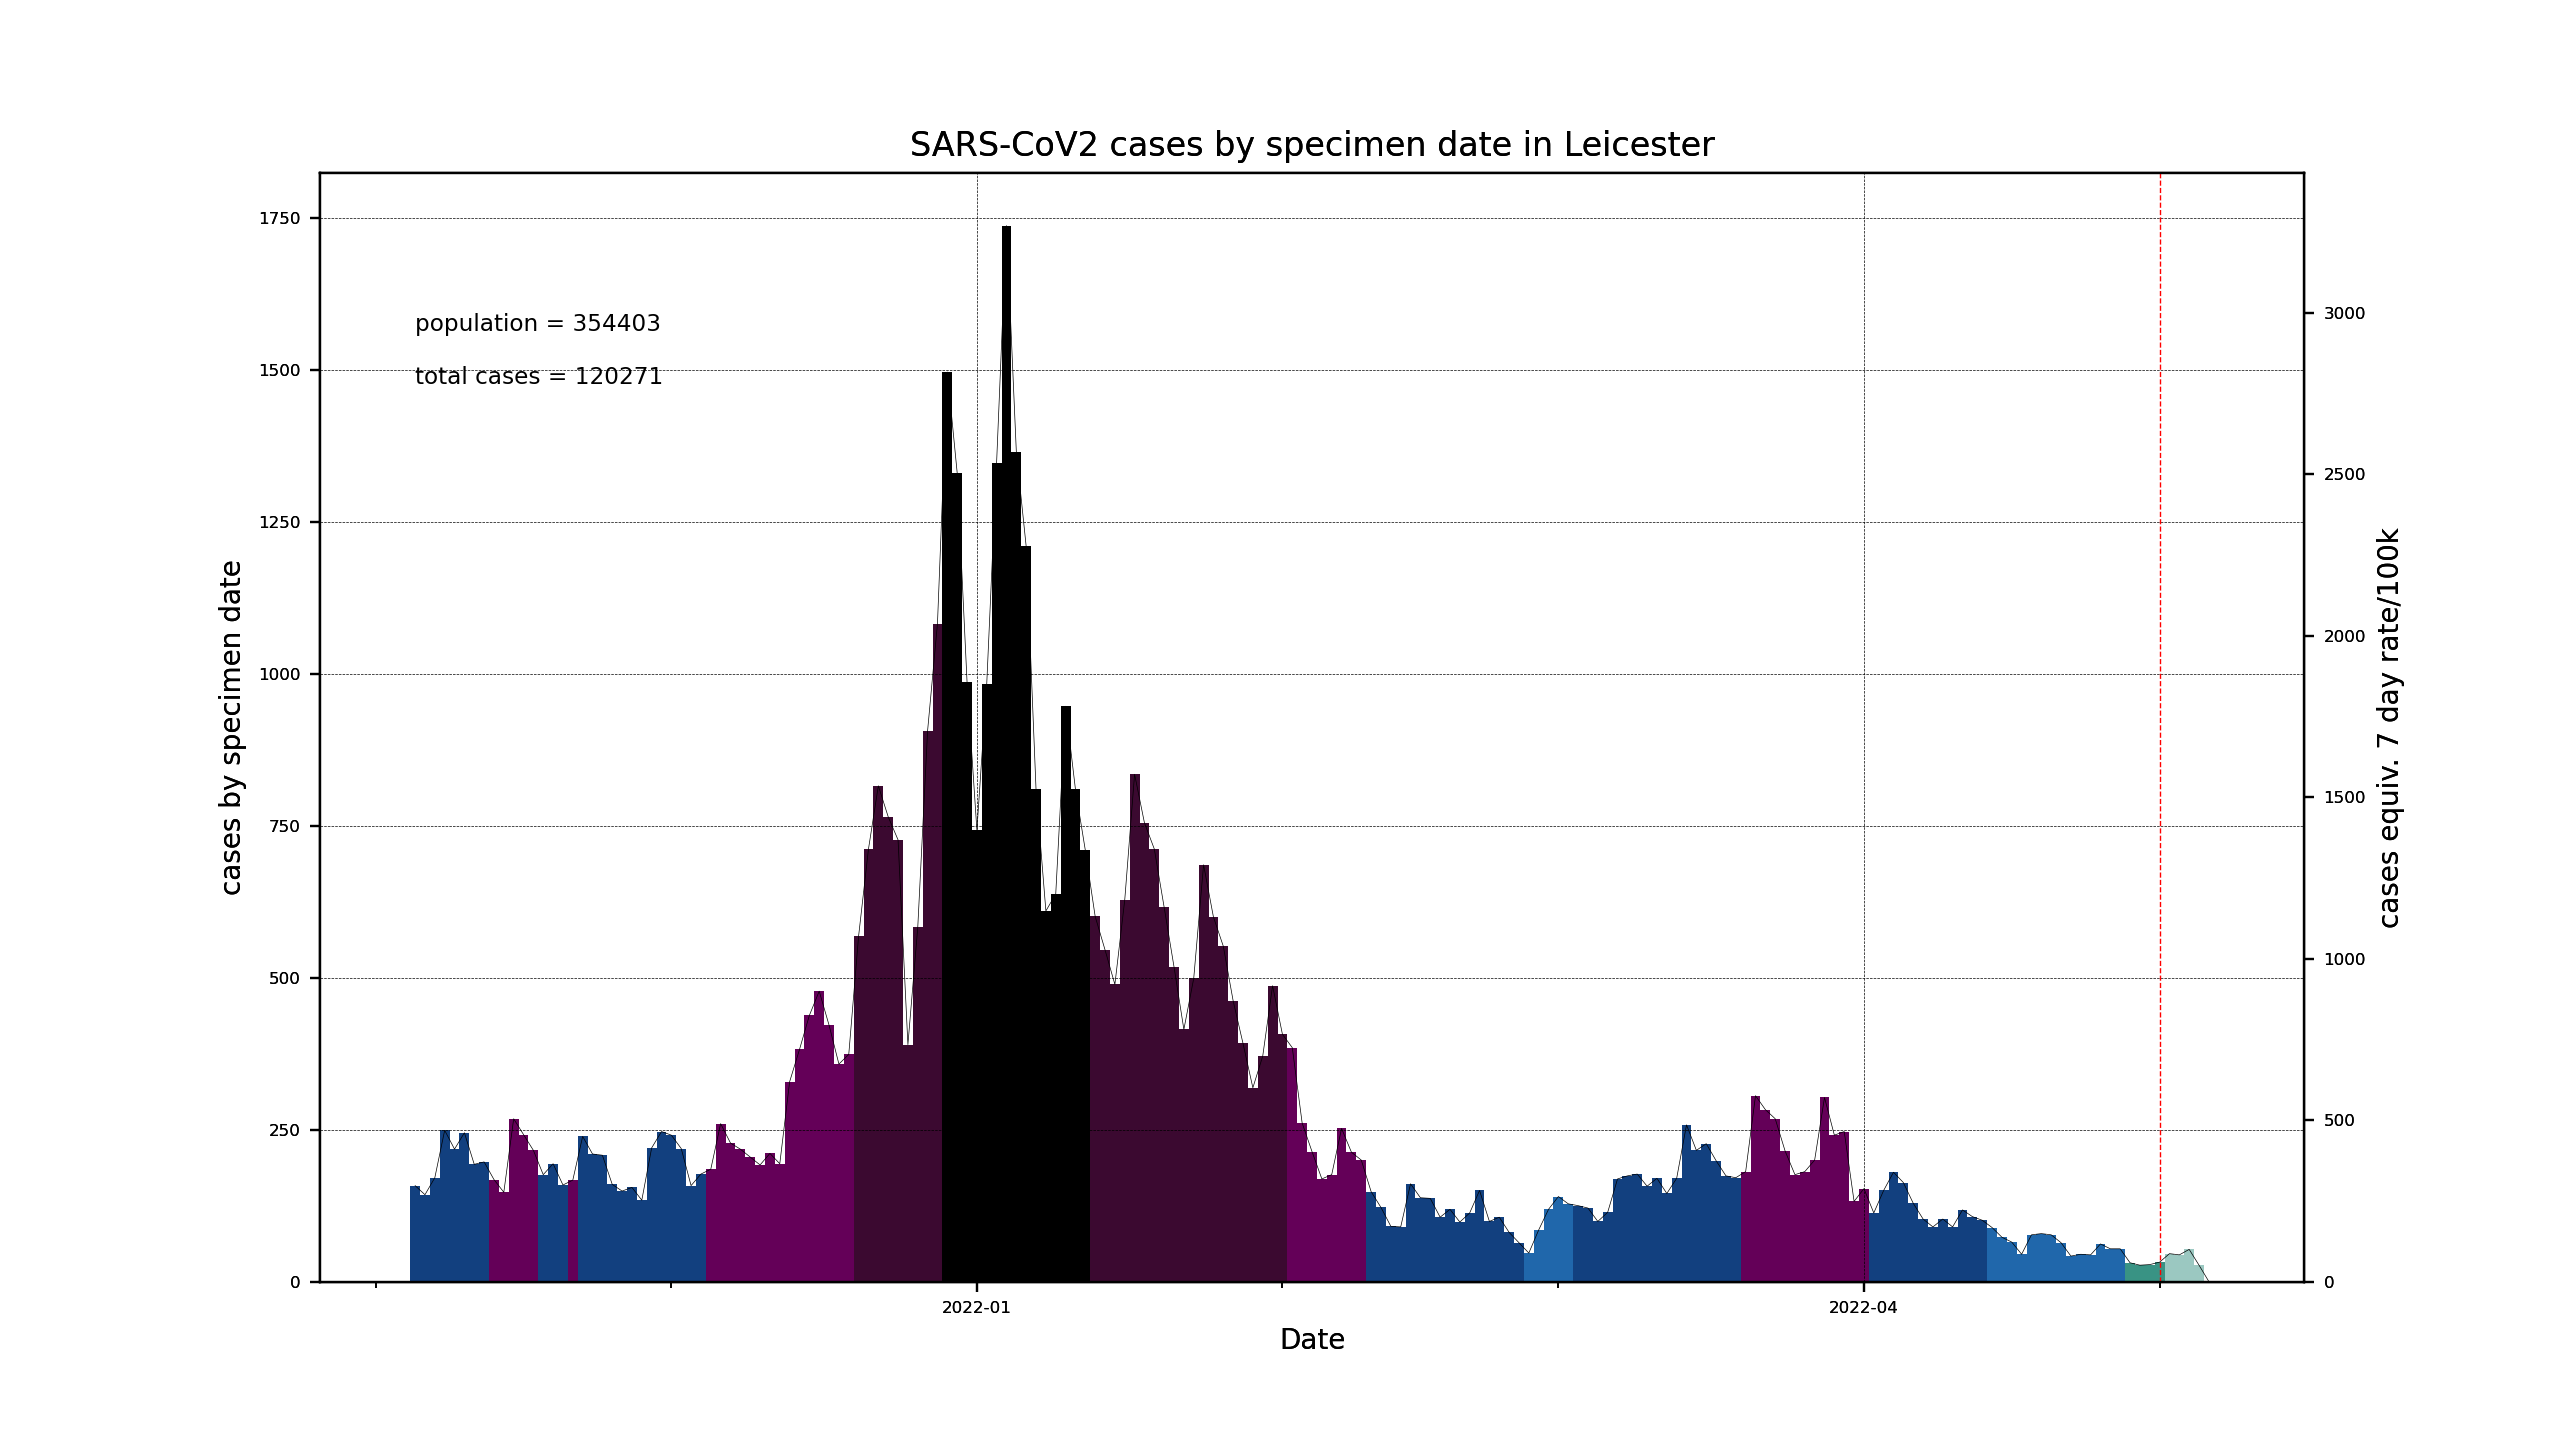 SARS-CoV2 cases by specimen date in Leicester
population = 354403
total cases = 120271
cases by specimen date
1750
1500
1250
1000
750
500
250
0
3000
2500
2000
1500
1000
500
0
cases equiv. 7 day rate/100k
2022-01
2022-04
Date